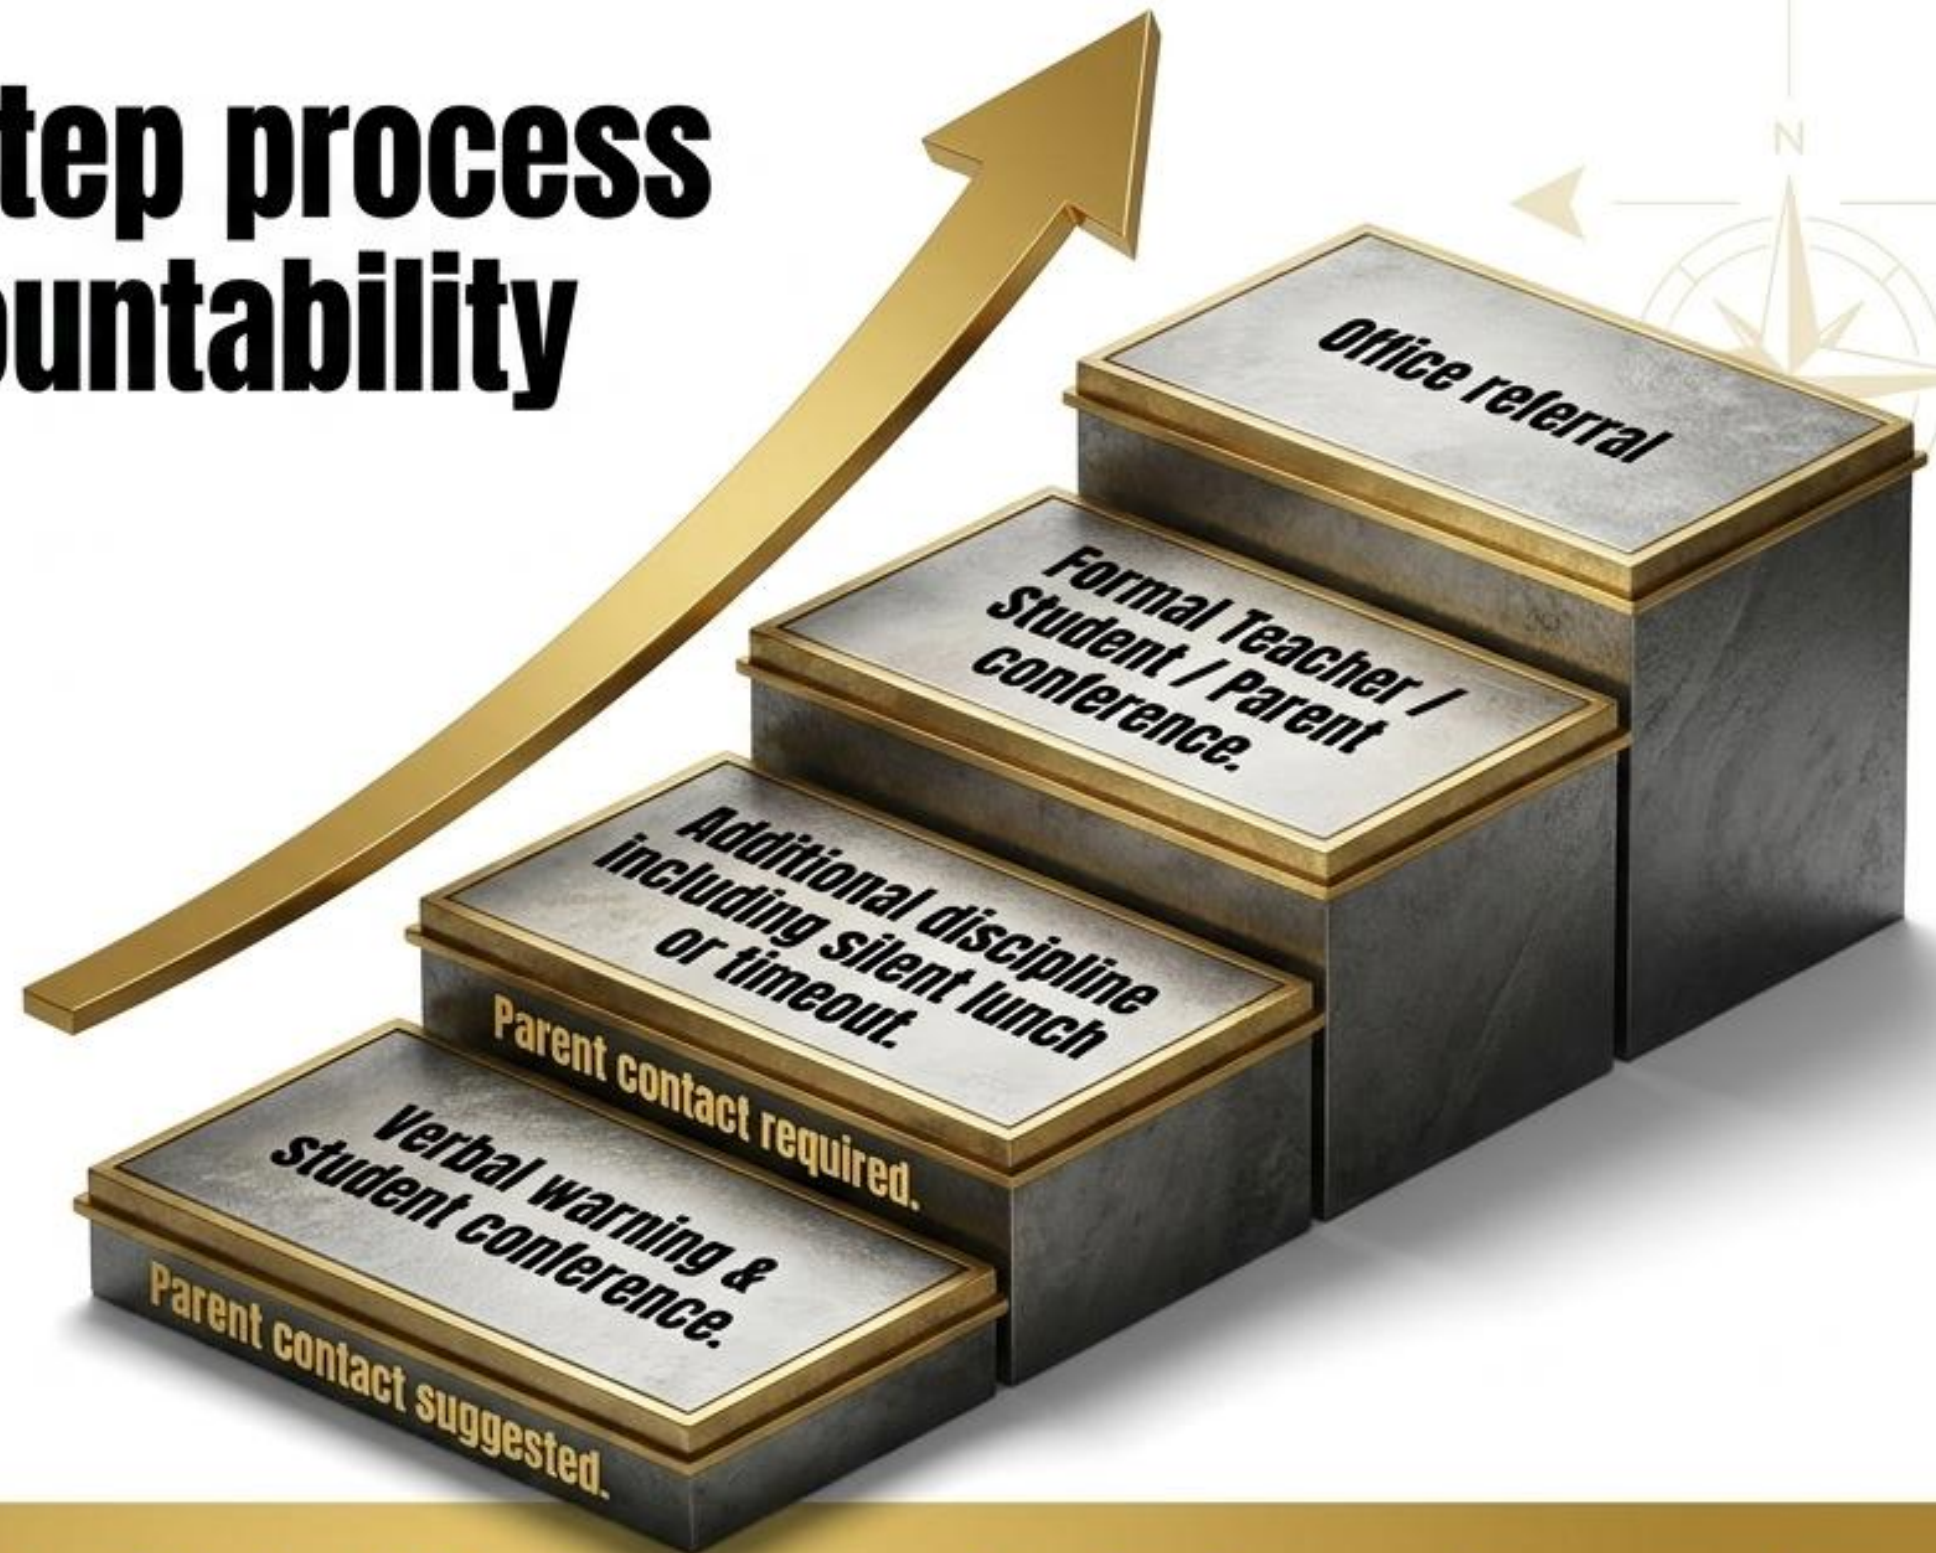 tep process
ountability
N
Office referral
Formal Teacher /
Student / Parent
conference.
Additional discipline
including silent lunch
or timeout.
Parent contact required.
Verbal warning &
student conference.
Parent contact suggested.